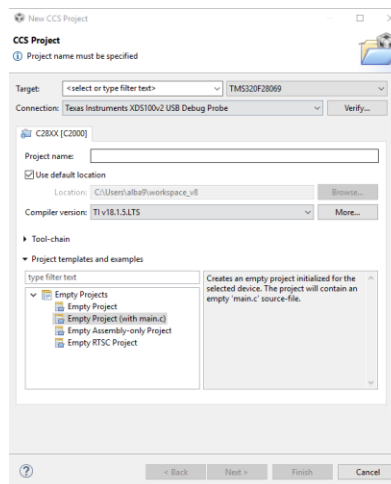 New CCS Project
CCS Project
Project name must be specified
Target: <select or type filter text> TMS320F28069
Connection: Texas Instruments XDS100v2 USB Debug Probe Verify...
C28XX [C2000]
Project name:
Use default location
Location: C:\Users\alba9\workspace_v8 Browse...
Compiler version: TI v18.1.5.LTS More...
Tool-chain
Project templates and examples
type filter text
Empty Projects
Empty Project
Empty Project (with main.c)
Empty Assembly-only Project
Empty RTSC Project
Creates an empty project initialized for the
selected device. The project will contain an
empty 'main.c' source-file.
? < Back Next > Finish Cancel